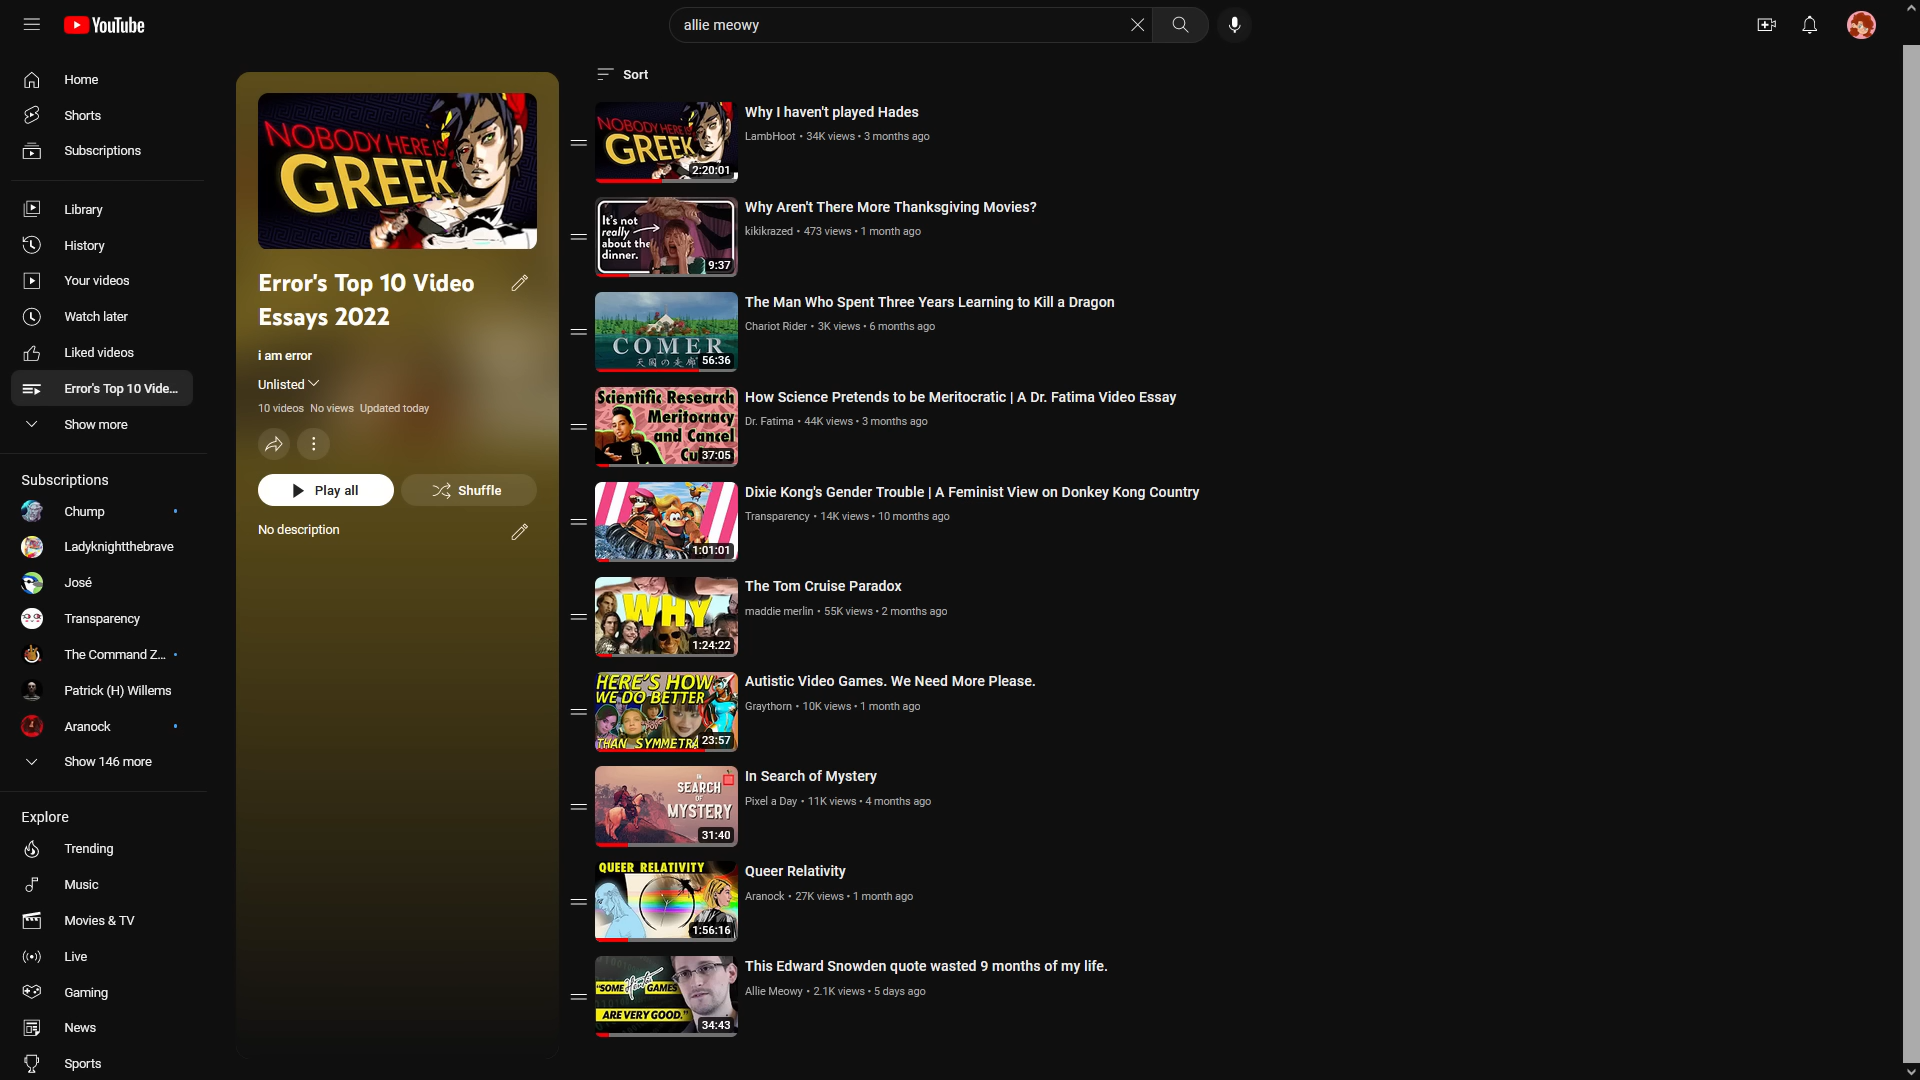 YouTube
allie meowy
Home
Shorts
Subscriptions
Library
History
Your videos
Watch later
Liked videos
Error's Top 10 Vide...
Show more
Subscriptions
Chump
Ladyknightthebrave
José
Transparency
The Command Z...
Patrick (H) Willems
Aranock
Show 146 more
Explore
Trending
Music
Movies & TV
Live
Gaming
News
Sports
NOBODY HERE IS
GREEK
Error's Top 10 Video
Essays 2022
i am error
Unlisted
10 videos No views Updated today
Play all
Shuffle
No description
Sort
NOBODY HERE IS
GREEK
2:20:01
Why I haven't played Hades
LambHoot • 34K views • 3 months ago
It's not
really
about the
dinner.
9:37
Why Aren't There More Thanksgiving Movies?
kikikrazed • 473 views • 1 month ago
COMER
天国の走廊
56:36
The Man Who Spent Three Years Learning to Kill a Dragon
Chariot Rider • 3K views • 6 months ago
Scientific Research
Meritocracy
and Cancel
Cu
37:05
How Science Pretends to be Meritocratic | A Dr. Fatima Video Essay
Dr. Fatima • 44K views • 3 months ago
1:01:01
Dixie Kong's Gender Trouble | A Feminist View on Donkey Kong Country
Transparency • 14K views • 10 months ago
WHY
1:24:22
The Tom Cruise Paradox
maddie merlin • 55K views • 2 months ago
HERE'S HOW
WE DO BETTER
THAN SYMMETRA
23:57
Autistic Video Games. We Need More Please.
Graythorn • 10K views • 1 month ago
IN
SEARCH
OF
MYSTERY
31:40
In Search of Mystery
Pixel a Day • 11K views • 4 months ago
QUEER RELATIVITY
1:56:16
Queer Relativity
Aranock • 27K views • 1 month ago
"SOME GAMES
ARE VERY GOOD."
34:43
This Edward Snowden quote wasted 9 months of my life.
Allie Meowy • 2.1K views • 5 days ago